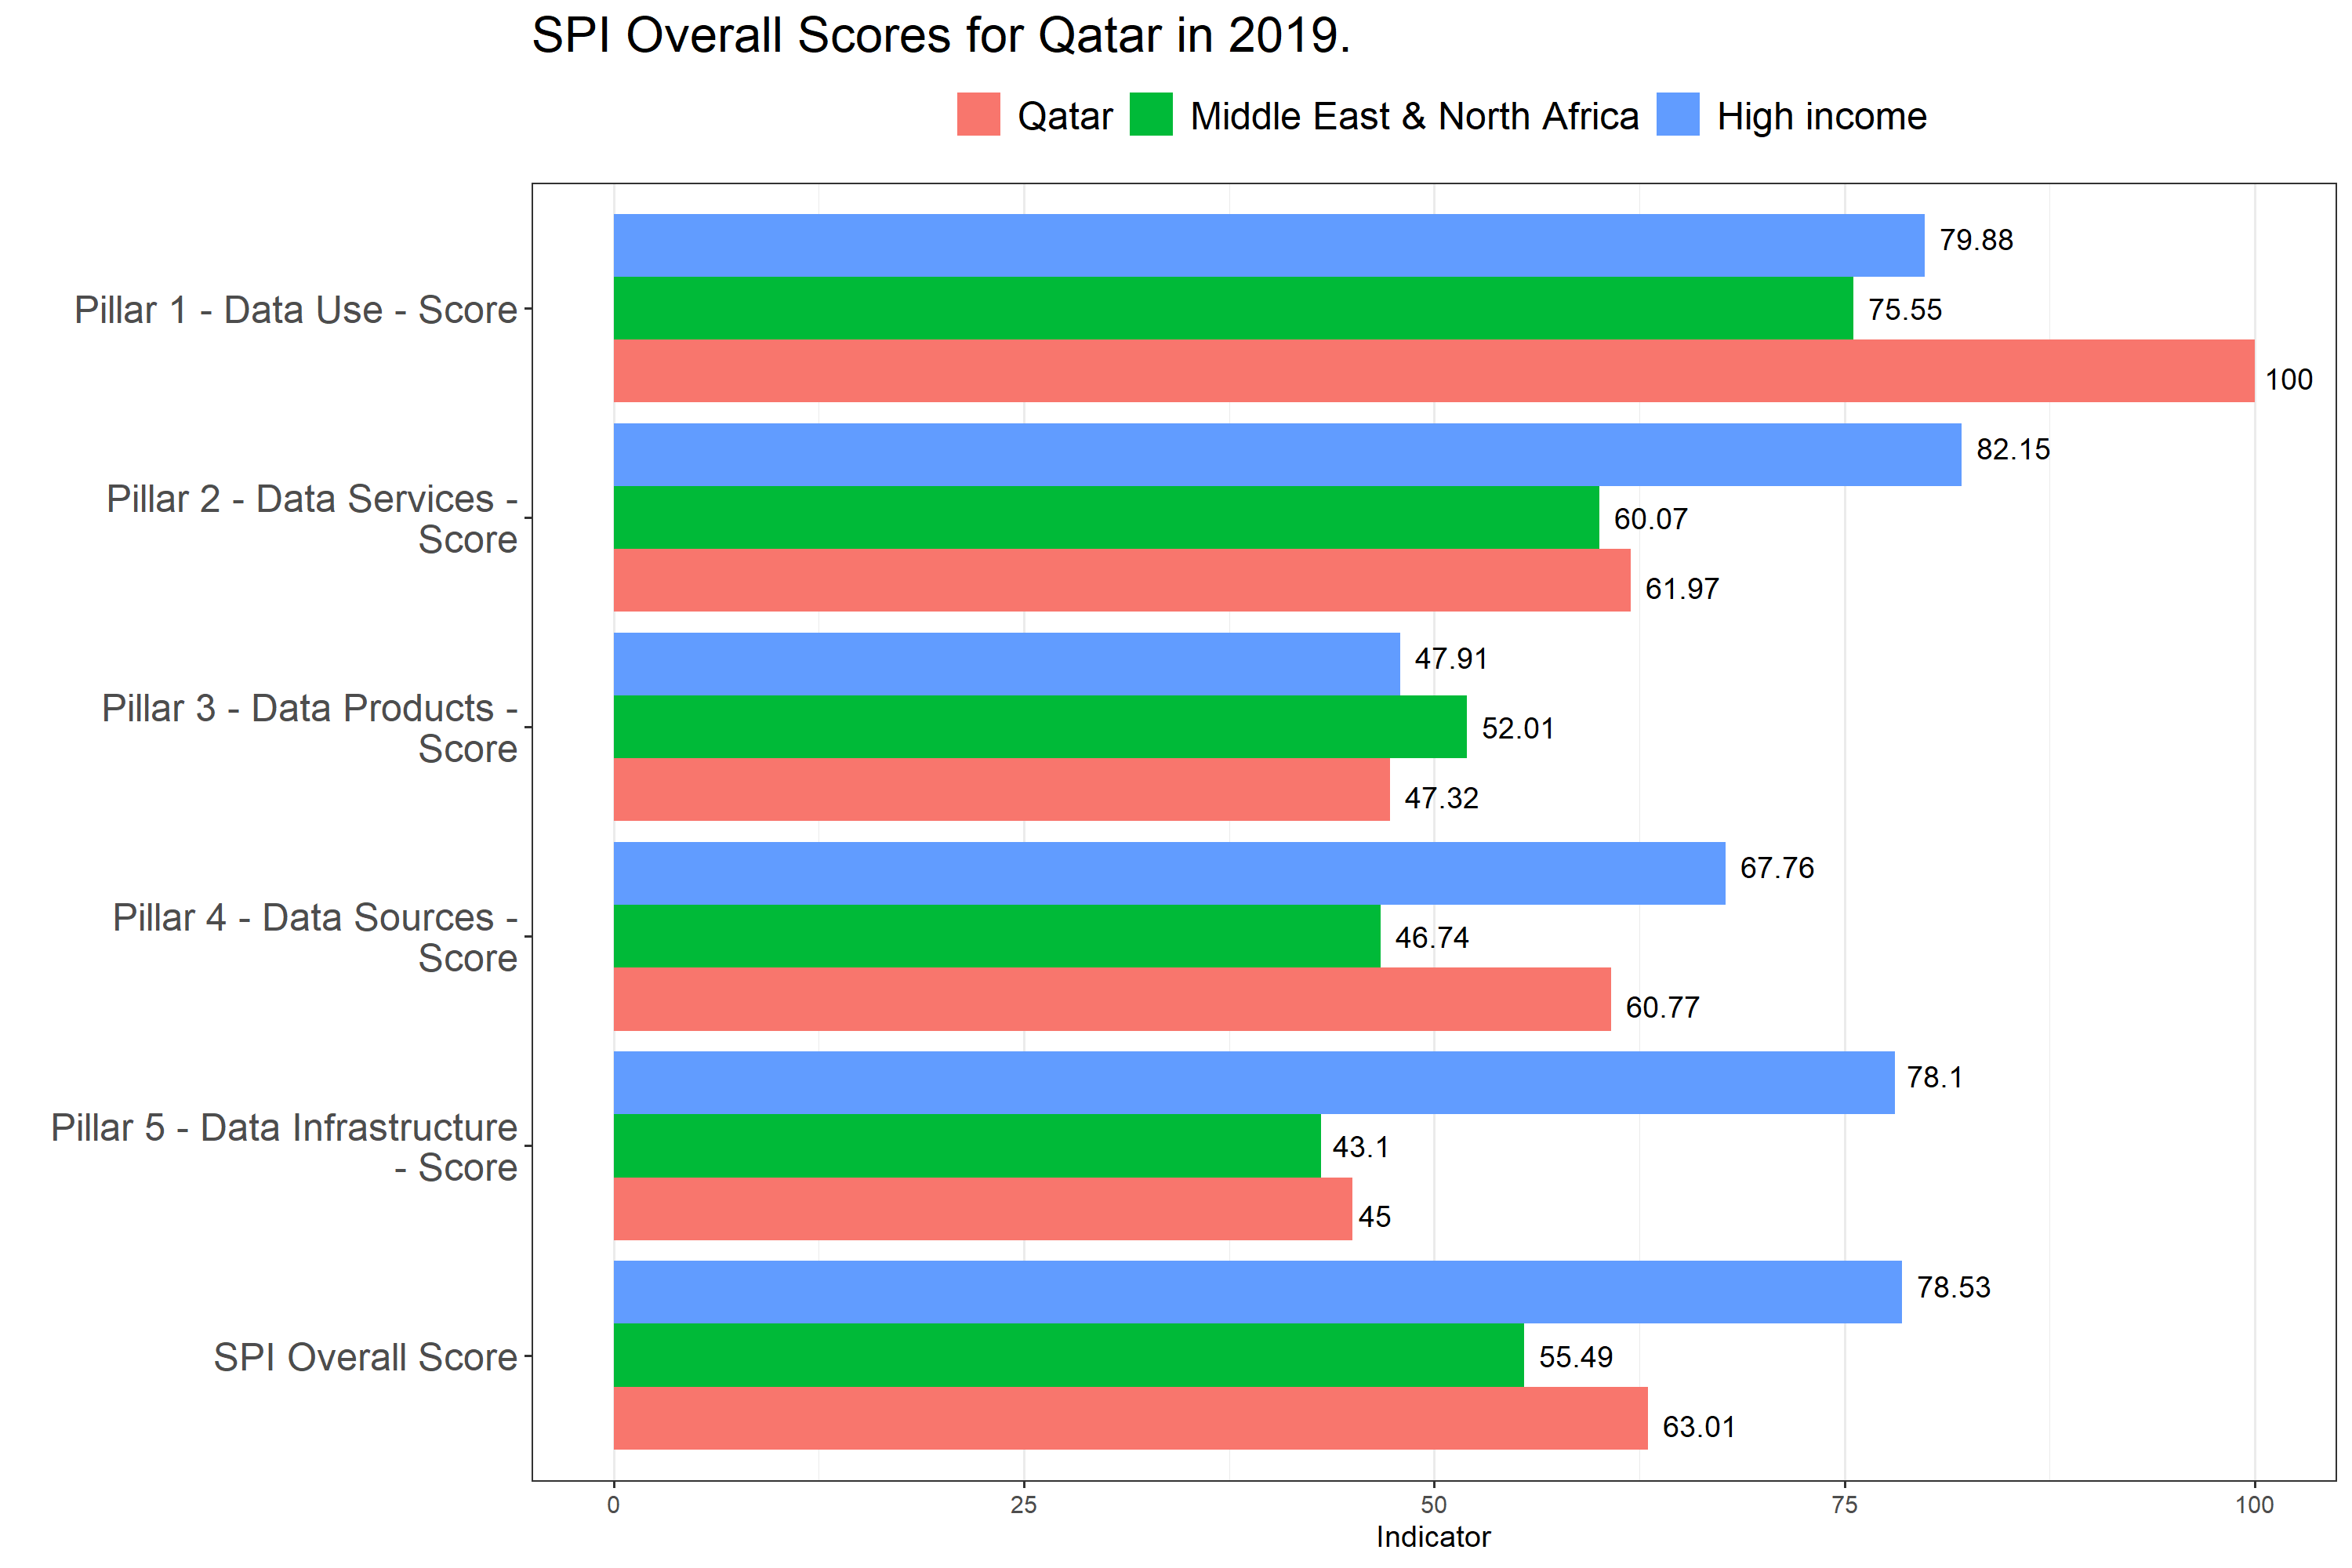 SPI Overall Scores for Qatar in 2019.
Qatar Middle East & North Africa High income
79.88
Pillar 1 - Data Use - Score
75.55
100
82.15
Pillar 2 - Data Services -
Score
60.07
61.97
47.91
Pillar 3 - Data Products -
Score
52.01
47.32
67.76
Pillar 4 - Data Sources -
Score
46.74
60.77
78.1
Pillar 5 - Data Infrastructure
- Score
43.1
45
78.53
SPI Overall Score
55.49
63.01
0 25 50 75 100
Indicator